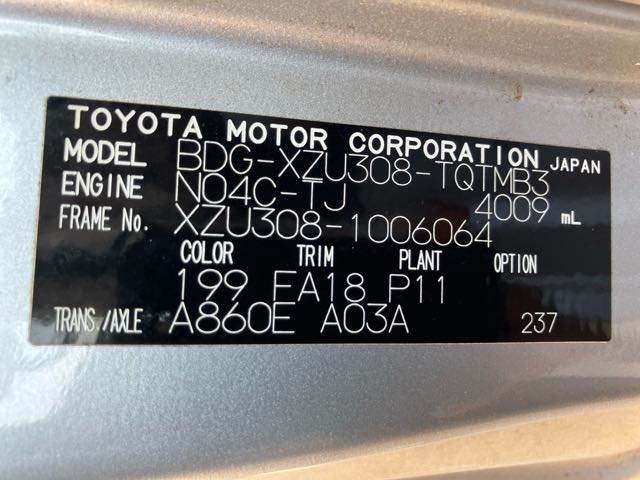 TOYOTA MOTOR CORPORATION JAPAN
MODEL BDG-XZU308-TQTMB3
ENGINE N04C-TJ 4009 mL
FRAME No. XZU308-1006064
COLOR TRIM PLANT OPTION
199 FA18 P11
TRANS./AXLE A860E A03A 237